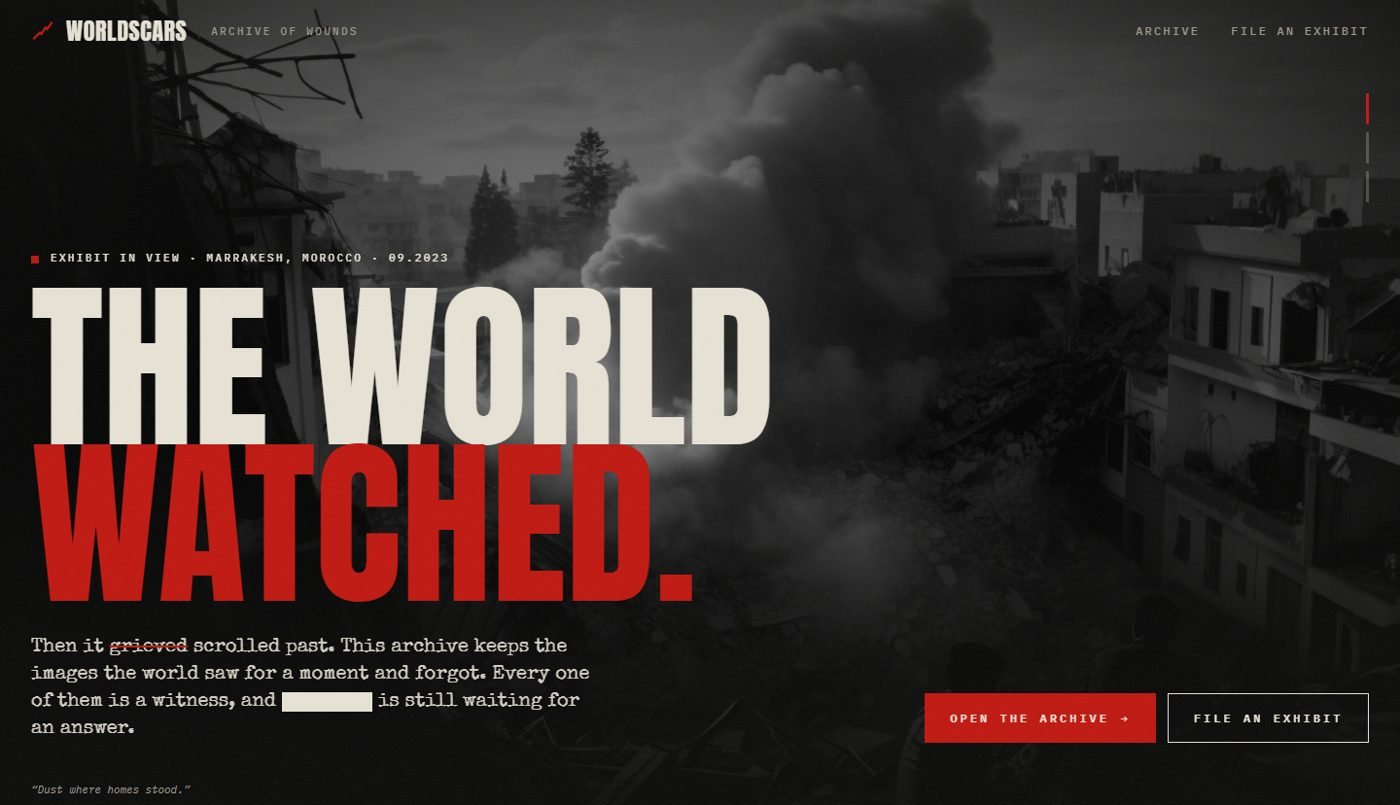 WORLDSCARS ARCHIVE OF WOUNDS ARCHIVE FILE AN EXHIBIT
EXHIBIT IN VIEW · MARRAKESH, MOROCCO · 09.2023
THE WORLD
WATCHED.
Then it grieved scrolled past. This archive keeps the
images the world saw for a moment and forgot. Every one
of them is a witness, and is still waiting for
an answer.
OPEN THE ARCHIVE → FILE AN EXHIBIT
“Dust where homes stood.”